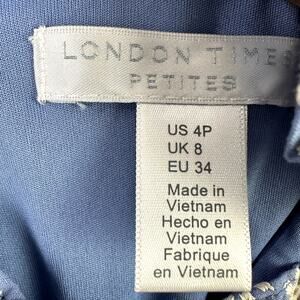 LONDON TIMES
PETITES
US 4P
UK 8
EU 34
Made in
Vietnam
Hecho en
Vietnam
Fabrique
en Vietnam